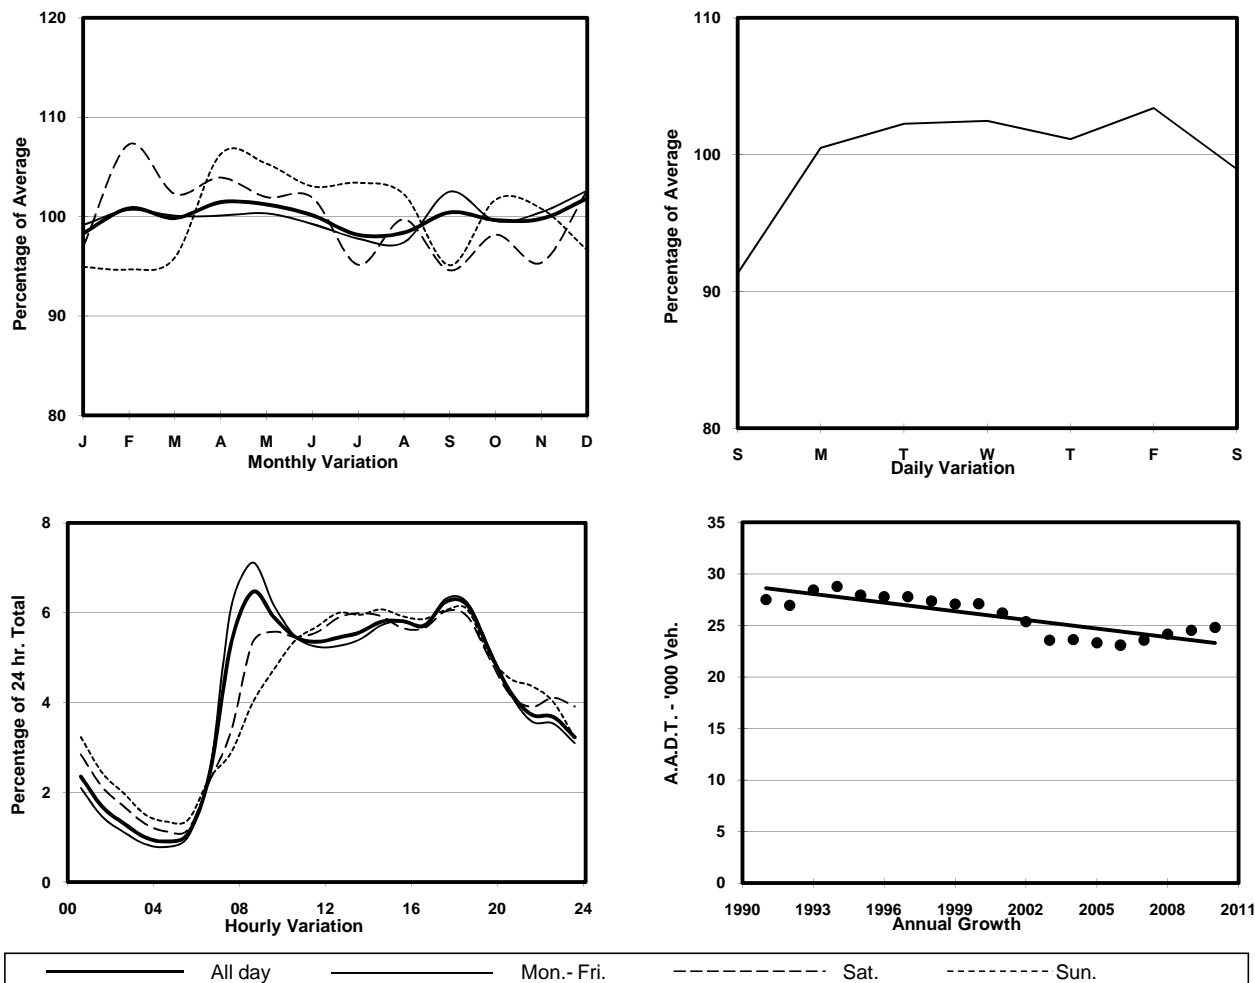 120
110
100
90
80
Percentage of Average
J F M A M J J A S O N D
Monthly Variation
110
100
90
80
Percentage of Average
S M T W T F S
Daily Variation
8
6
4
2
0
Percentage of 24 hr. Total
00 04 08 12 16 20 24
Hourly Variation
35
30
25
20
15
10
5
0
A.A.D.T. - '000 Veh.
1990 1993 1996 1999 2002 2005 2008 2011
Annual Growth
All day Mon.- Fri. Sat. Sun.